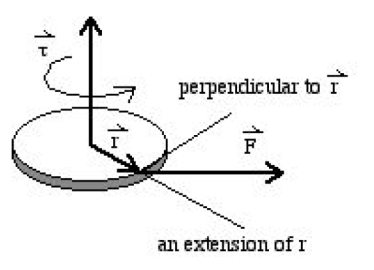 τ⃗
perpendicular to r⃗
r⃗
F⃗
an extension of r